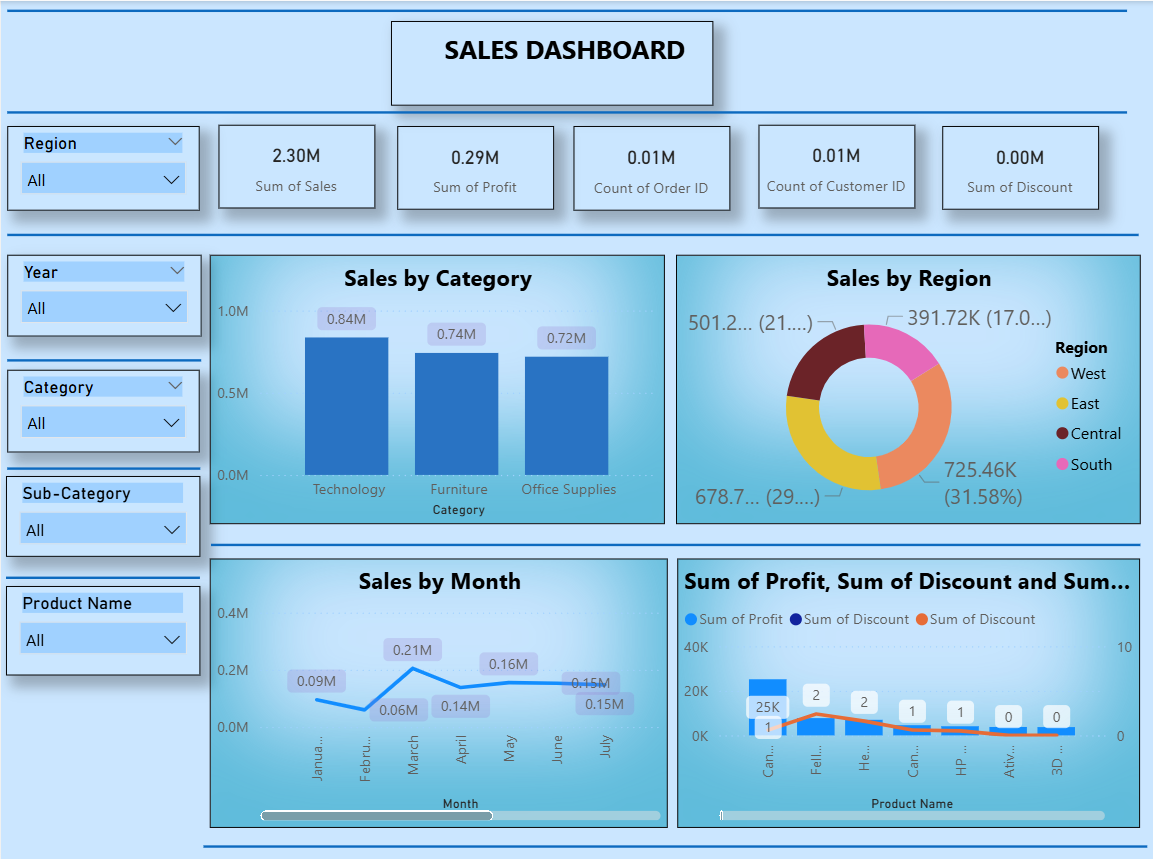 SALES DASHBOARD
Region
All
2.30M
Sum of Sales
0.29M
Sum of Profit
0.01M
Count of Order ID
0.01M
Count of Customer ID
0.00M
Sum of Discount
Year
All
Category
All
Sub-Category
All
Product Name
All
Sales by Category
1.0M
0.5M
0.0M
0.84M
0.74M
0.72M
Technology
Furniture
Office Supplies
Category
Sales by Region
501.2... (21....)
391.72K (17.0...)
678.7... (29....)
725.46K
(31.58%)
Region
West
East
Central
South
Sales by Month
0.4M
0.2M
0.0M
0.09M
0.06M
0.21M
0.14M
0.16M
0.15M
0.15M
Janua...
Febru...
March
April
May
June
July
Month
Sum of Profit, Sum of Discount and Sum...
Sum of Profit
Sum of Discount
Sum of Discount
40K
20K
0K
10
0
25K
1
2
2
1
1
0
0
Can...
Fell...
He...
Can...
HP ...
Ativ...
3D ...
Product Name